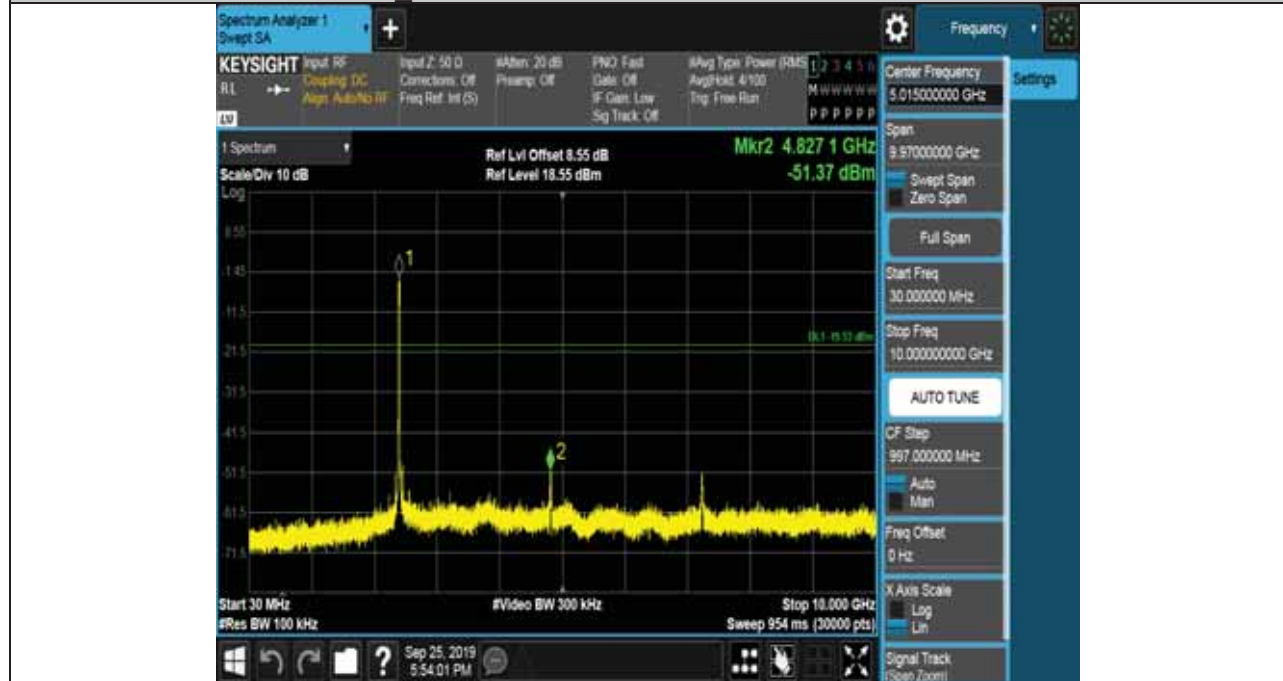 Spectrum Analyzer 1
Swept SA
Frequency
KEYSIGHT
RL
LV
Input: RF
Coupling: DC
Align: Auto/No RF
Input Z: 50 Ω
Corrections: Off
Freq Ref: Int (S)
#Atten: 20 dB
Preamp: Off
PNO: Fast
Gate: Off
IF Gain: Low
Sig Track: Off
#Avg Type: Power (RMS
Avg|Hold: 4/100
Trig: Free Run
1 2 3 4 5 6
M W W W W W
P P P P P P
1 Spectrum
Scale/Div 10 dB
Log
Ref Lvl Offset 8.55 dB
Ref Level 18.55 dBm
Mkr2 4.827 1 GHz
-51.37 dBm
8.55
-1.45
-11.5
-21.5
-31.5
-41.5
-51.5
-61.5
-71.5
1
2
Start 30 MHz
#Res BW 100 kHz
#Video BW 300 kHz
Stop 10.000 GHz
Sweep 954 ms (30000 pts)
Sep 25, 2019
5:54:01 PM
Center Frequency
5.015000000 GHz
Settings
Span
9.97000000 GHz
Swept Span
Zero Span
Full Span
Start Freq
30.000000 MHz
Stop Freq
10.000000000 GHz
AUTO TUNE
CF Step
997.000000 MHz
Auto
Man
Freq Offset
0 Hz
X Axis Scale
Log
Lin
Signal Track
(Span Zoom)